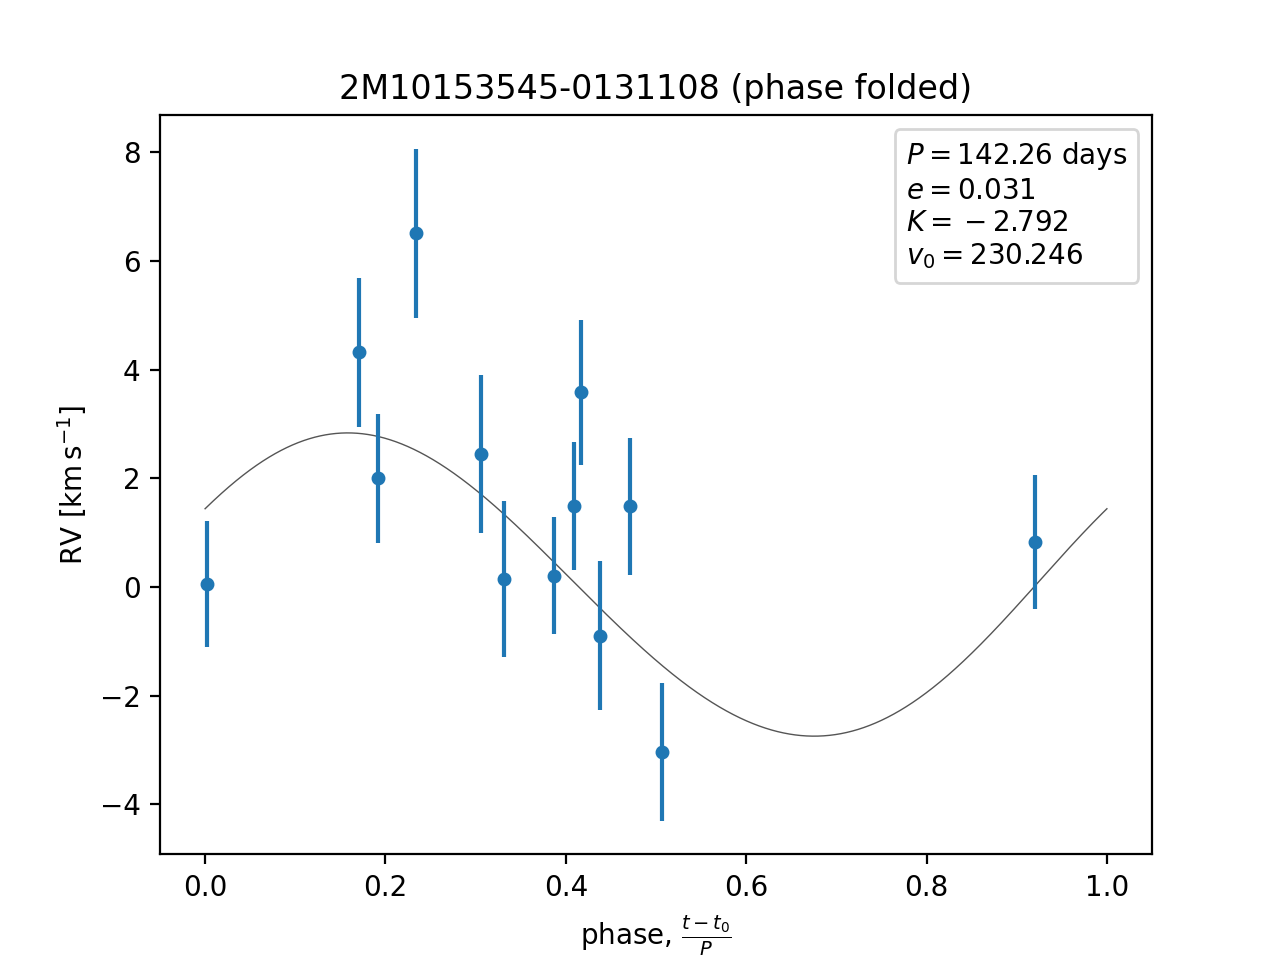 2M10153545-0131108 (phase folded)
P = 142.26 days
e = 0.031
K = −2.792
v₀ = 230.246
RV [km s⁻¹]
8
6
4
2
0
−2
−4
0.0 0.2 0.4 0.6 0.8 1.0
phase, (t − t₀)/P